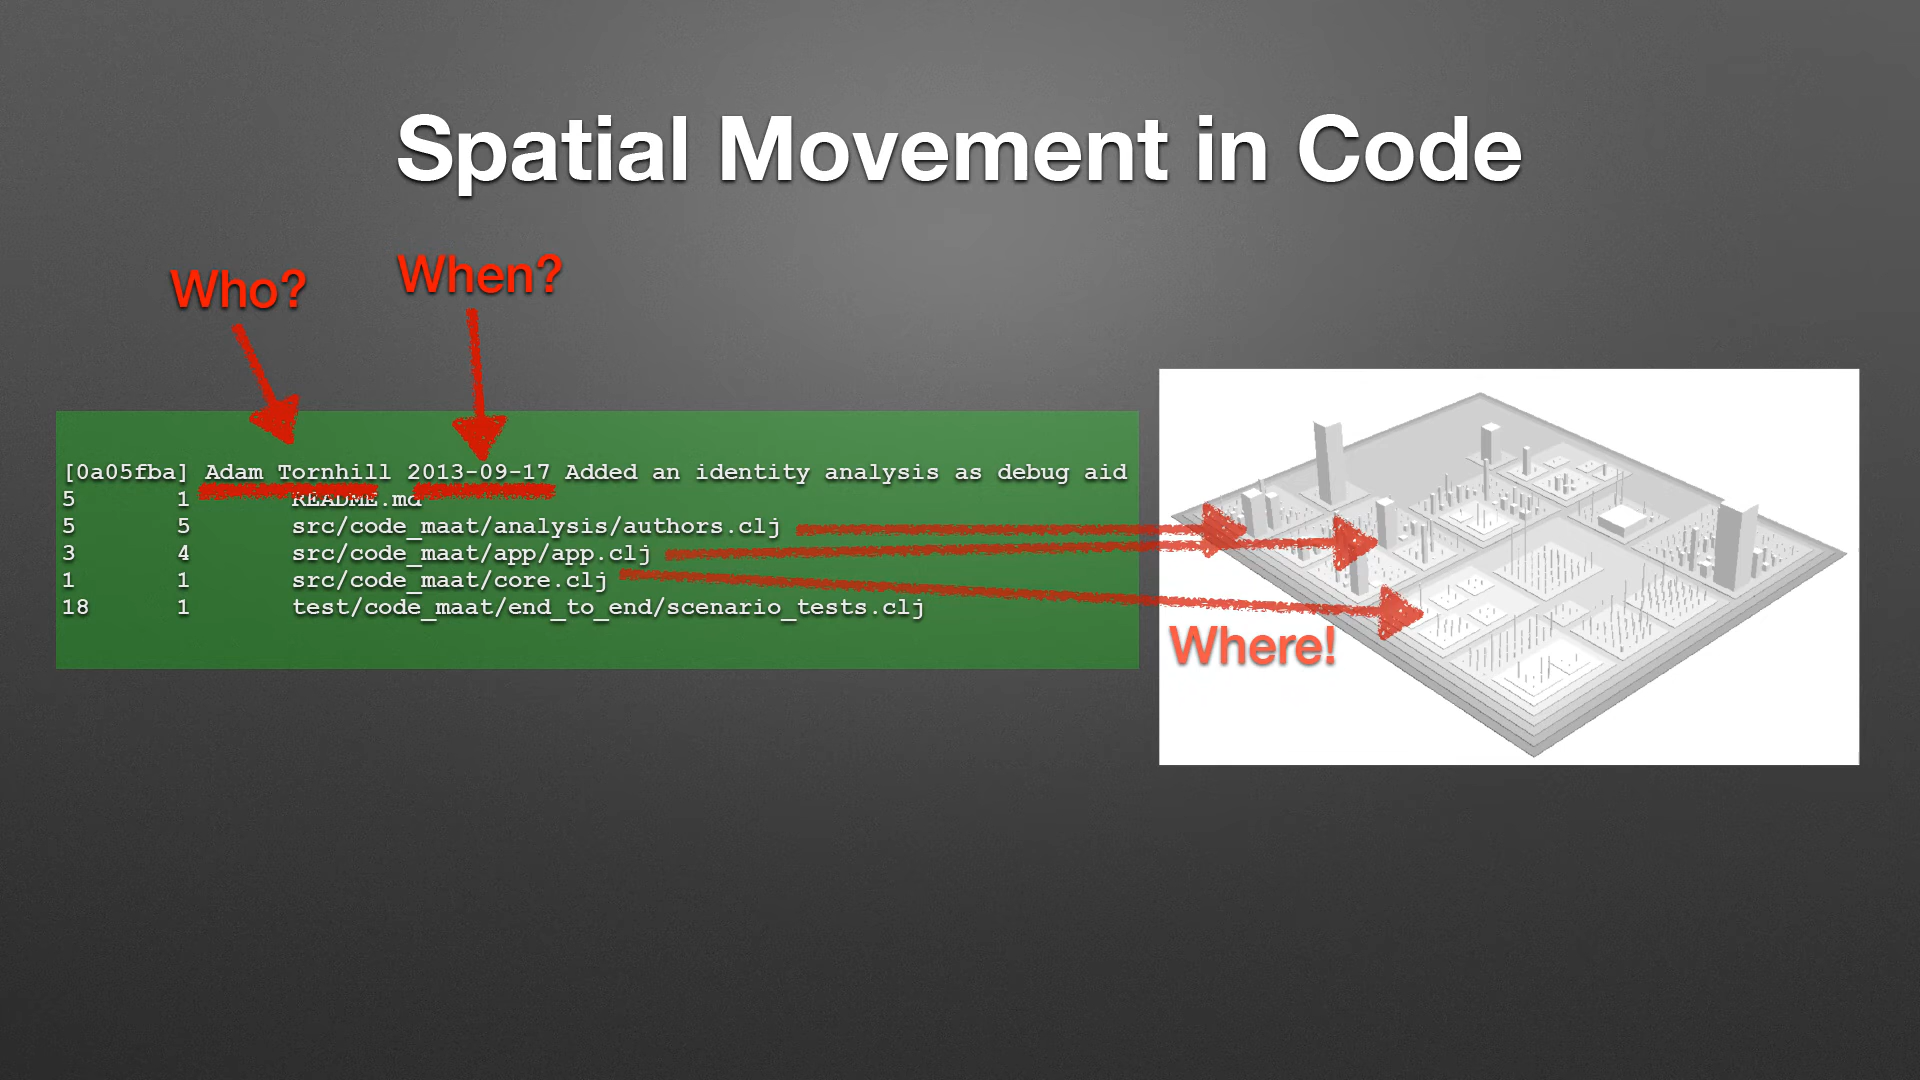 Spatial Movement in Code
Who?
When?
[0a05fba] Adam Tornhill 2013-09-17 Added an identity analysis as debug aid
5 1 README.md
5 5 src/code_maat/analysis/authors.clj
3 4 src/code_maat/app/app.clj
1 1 src/code_maat/core.clj
18 1 test/code_maat/end_to_end/scenario_tests.clj
Where!